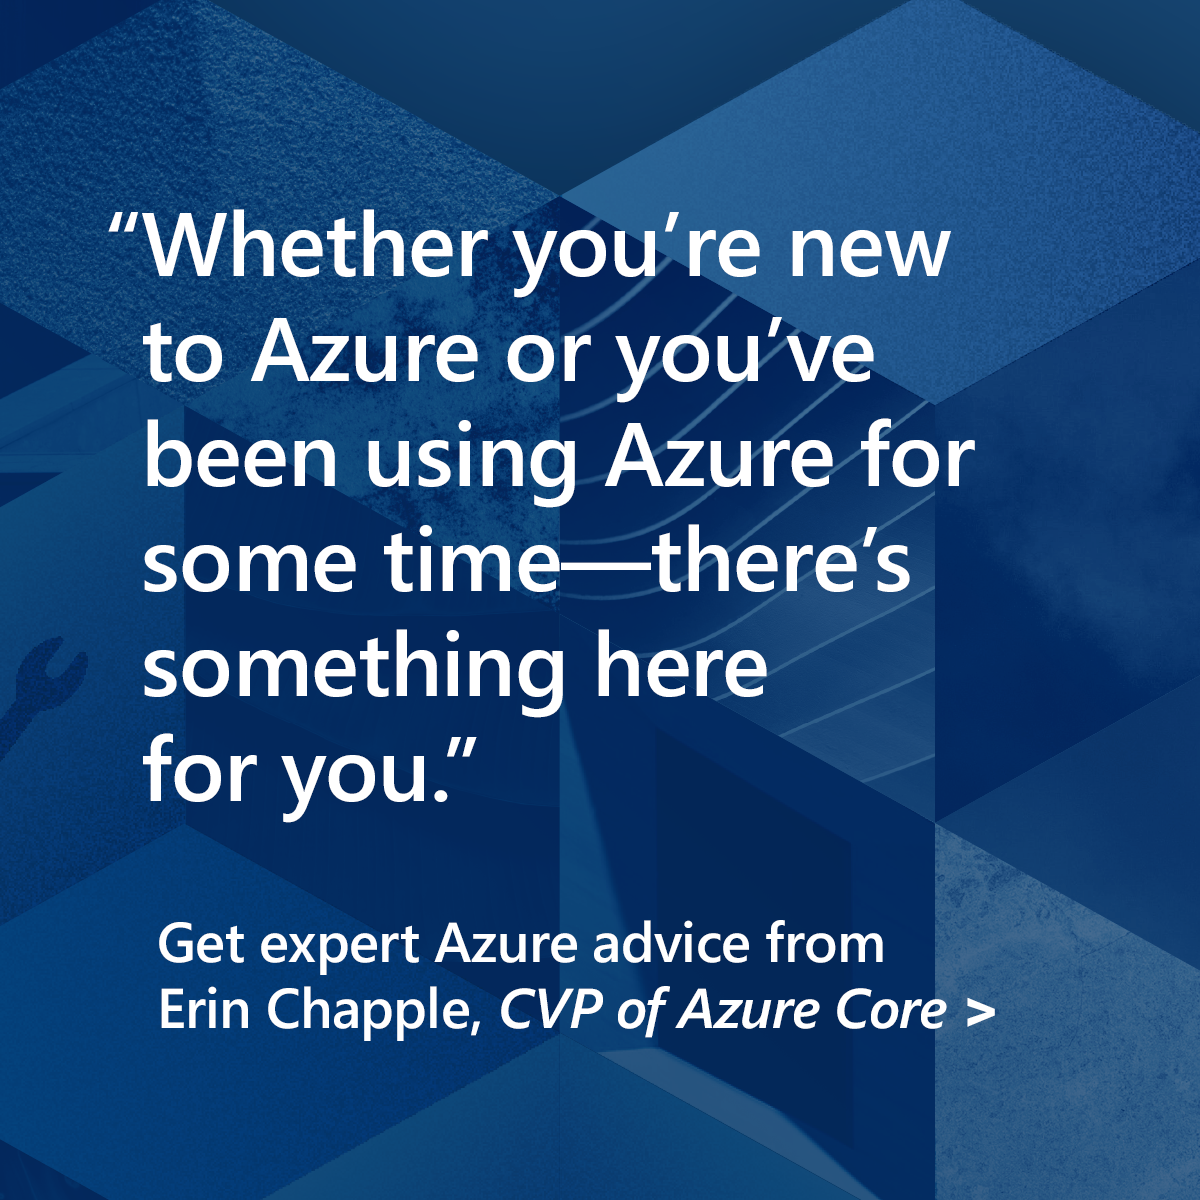 “Whether you’re new
to Azure or you’ve
been using Azure for
some time—there’s
something here
for you.”
Get expert Azure advice from
Erin Chapple, CVP of Azure Core >